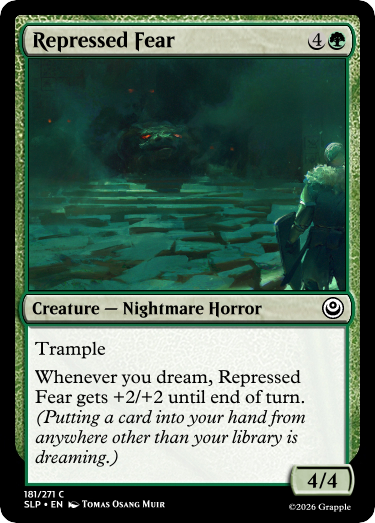 Repressed Fear 4
Creature — Nightmare Horror
Trample
Whenever you dream, Repressed
Fear gets +2/+2 until end of turn.
(Putting a card into your hand from
anywhere other than your library is
dreaming.)
4/4
181/271 C
SLP • EN Tomas Osang Muir
©2026 Grapple